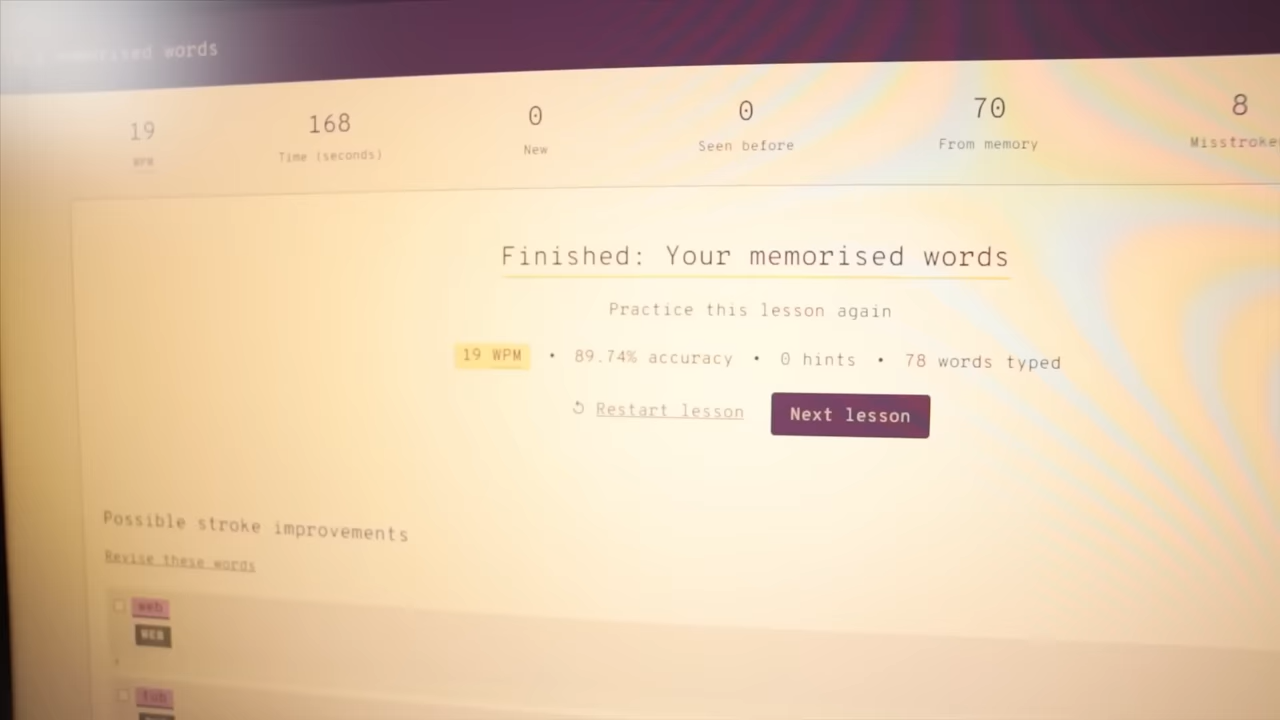 memorised words
19
WPM
168
Time (seconds)
0
New
0
Seen before
70
From memory
8
Finished: Your memorised words
Practice this lesson again
19 WPM • 89.74% accuracy • 0 hints • 78 words typed
Restart lesson
Next lesson
Possible stroke improvements
Revise these words
web
WEB